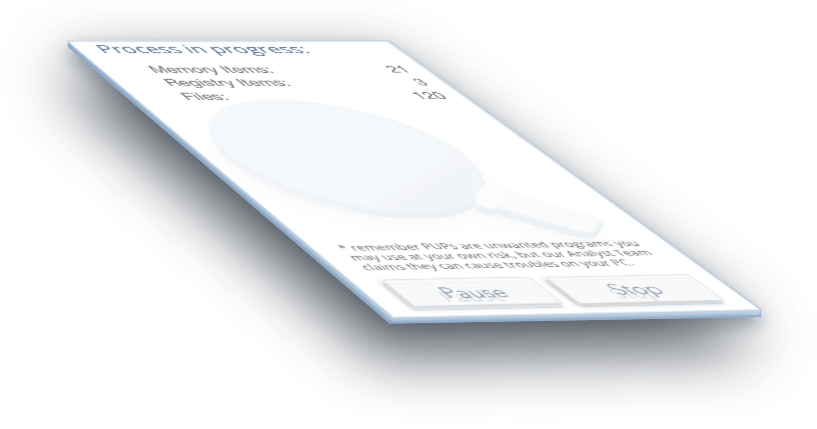 Process in progress:
Memory Items: 21
Registry Items: 3
Files: 120
* remember PUPs are unwanted programs you
may use at your own risk, but our Analyst Team
claims they can cause troubles on your PC.
Pause Stop